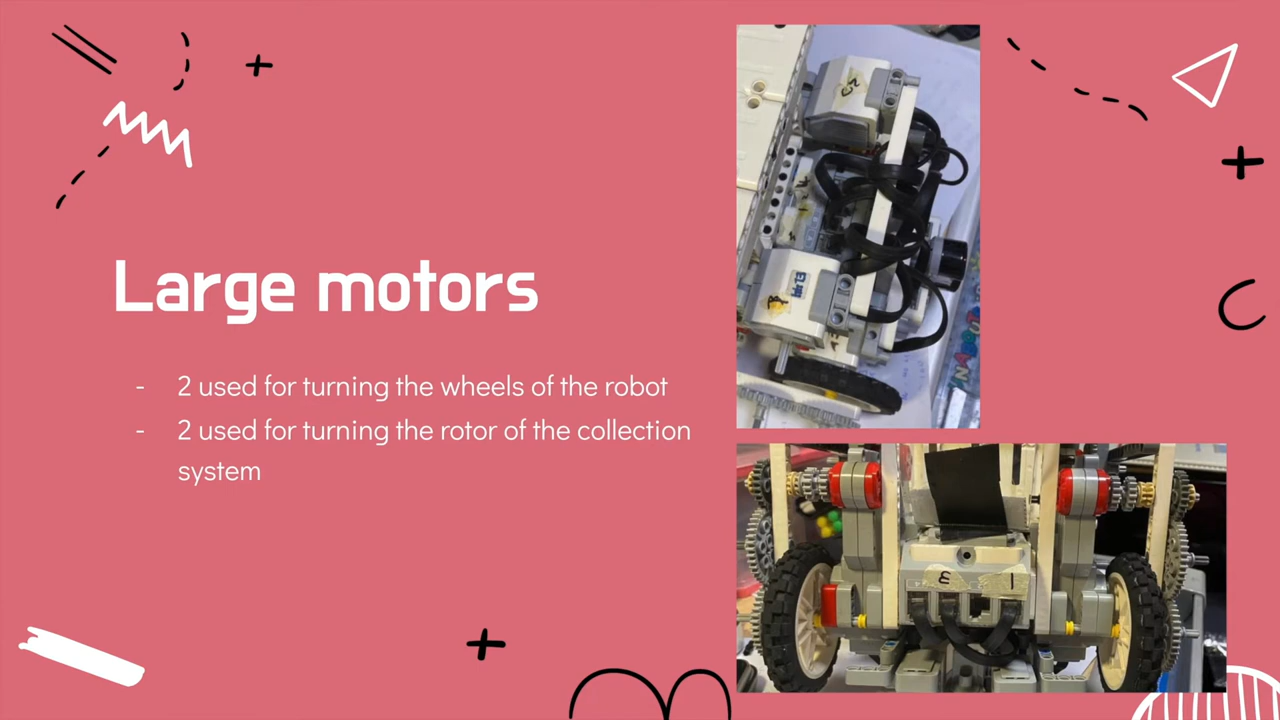 Large motors
- 2 used for turning the wheels of the robot
- 2 used for turning the rotor of the collection
system